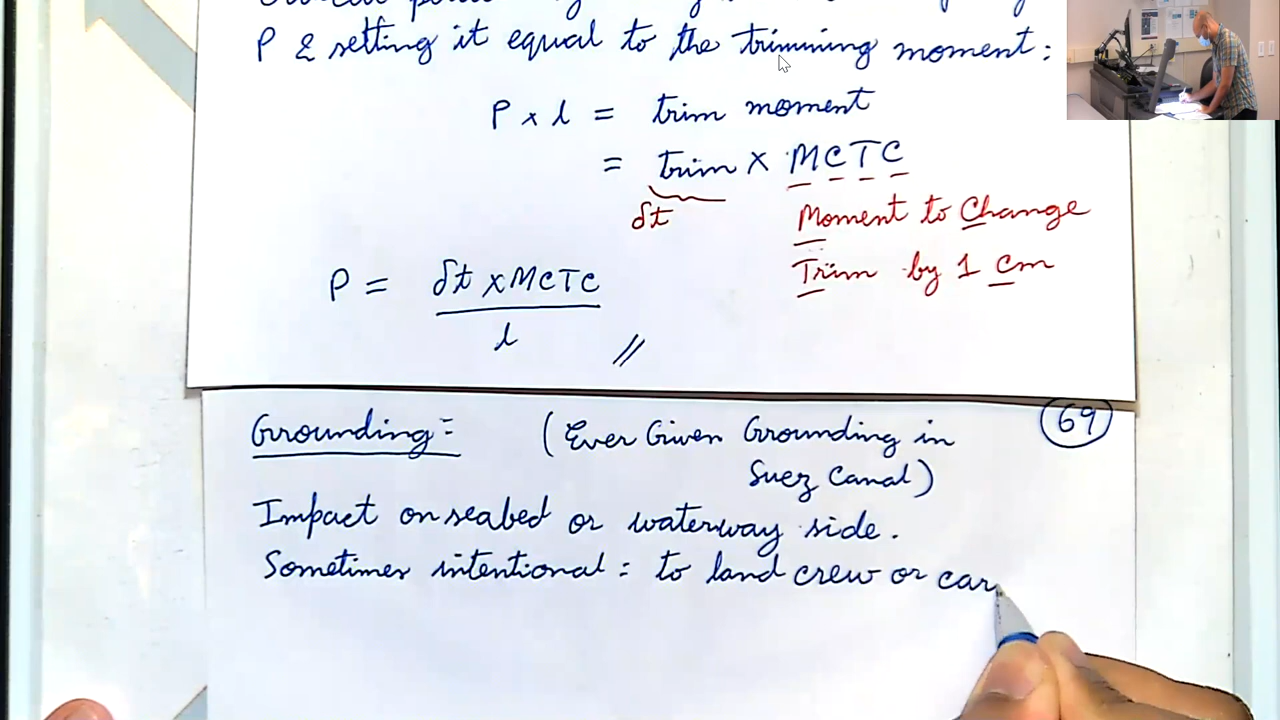 P & setting it equal to the trimming moment :
P x l = trim moment
= trim x MCTC
δt
Moment to Change
Trim by 1 cm
P = δt x MCTC
l
Grounding :
(Ever Given Grounding in
Suez Canal)
69
Impact on seabed or waterway side.
Sometimes intentional : to land crew or car